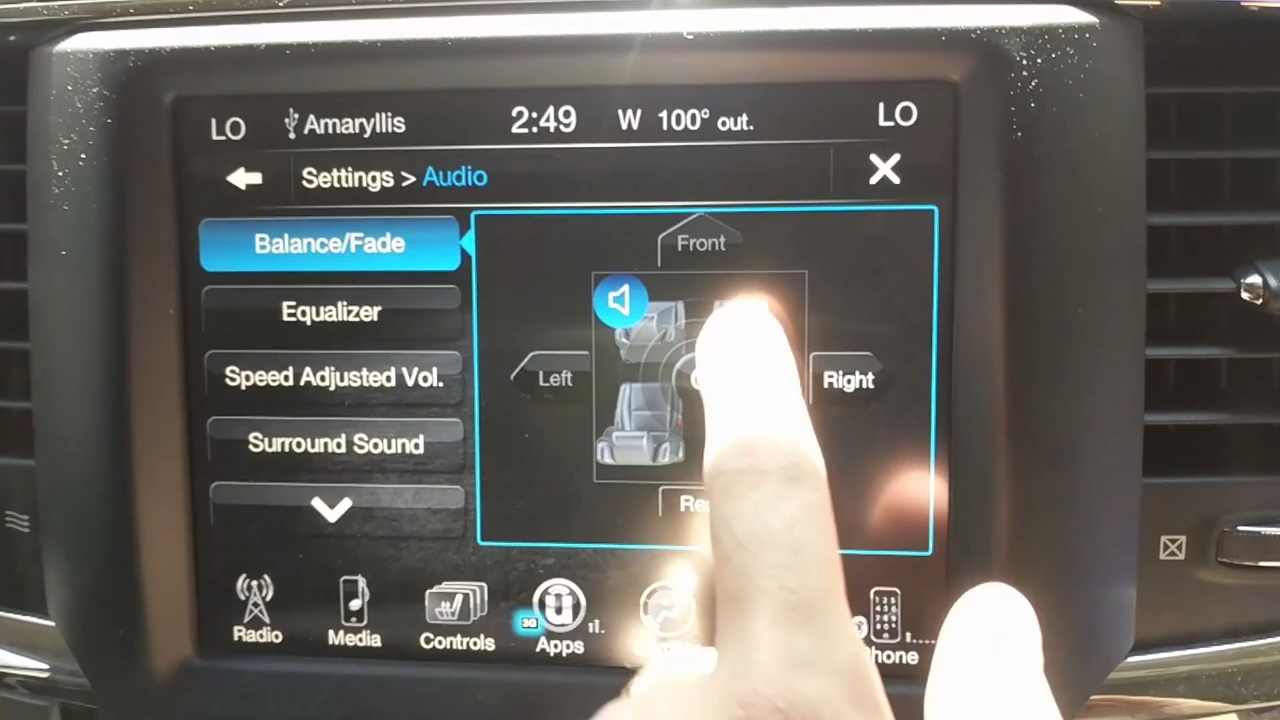 LO Amaryllis 2:49 W 100° out. LO
Settings > Audio
Balance/Fade
Equalizer
Speed Adjusted Vol.
Surround Sound
Front
Left
Right
Radio
Media
Controls
3G
Apps